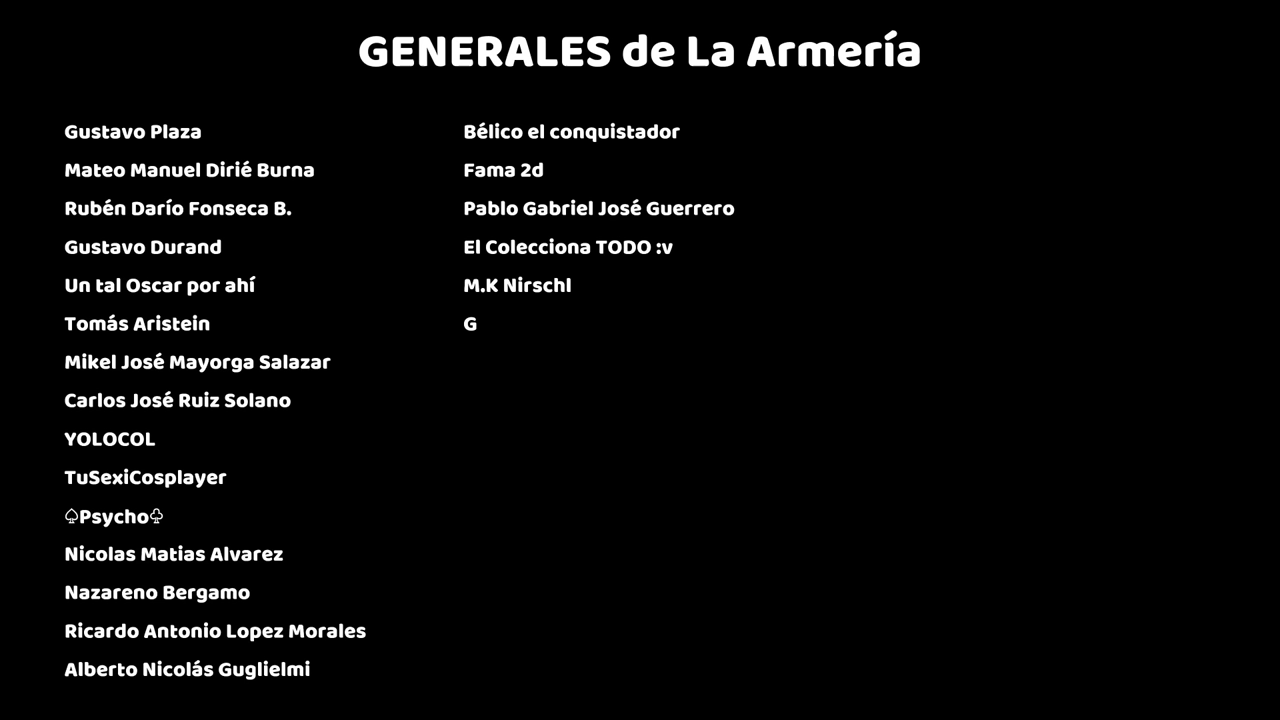 GENERALES de La Armería
Gustavo Plaza
Mateo Manuel Dirié Burna
Rubén Darío Fonseca B.
Gustavo Durand
Un tal Oscar por ahí
Tomás Aristein
Mikel José Mayorga Salazar
Carlos José Ruiz Solano
YOLOCOL
TuSexiCosplayer
♤Psycho♧
Nicolas Matias Alvarez
Nazareno Bergamo
Ricardo Antonio Lopez Morales
Alberto Nicolás Guglielmi
Bélico el conquistador
Fama 2d
Pablo Gabriel José Guerrero
El Colecciona TODO :v
M.K Nirschl
G